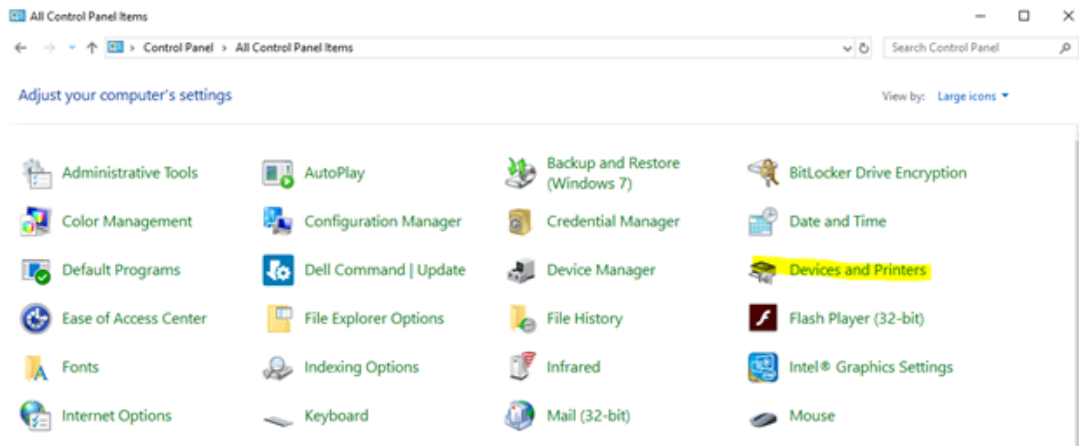 All Control Panel Items
Control Panel > All Control Panel Items
Search Control Panel
Adjust your computer's settings
View by: Large icons
Administrative Tools
AutoPlay
Backup and Restore
(Windows 7)
BitLocker Drive Encryption
Color Management
Configuration Manager
Credential Manager
Date and Time
Default Programs
Dell Command | Update
Device Manager
Devices and Printers
Ease of Access Center
File Explorer Options
File History
Flash Player (32-bit)
Fonts
Indexing Options
Infrared
Intel® Graphics Settings
Internet Options
Keyboard
Mail (32-bit)
Mouse